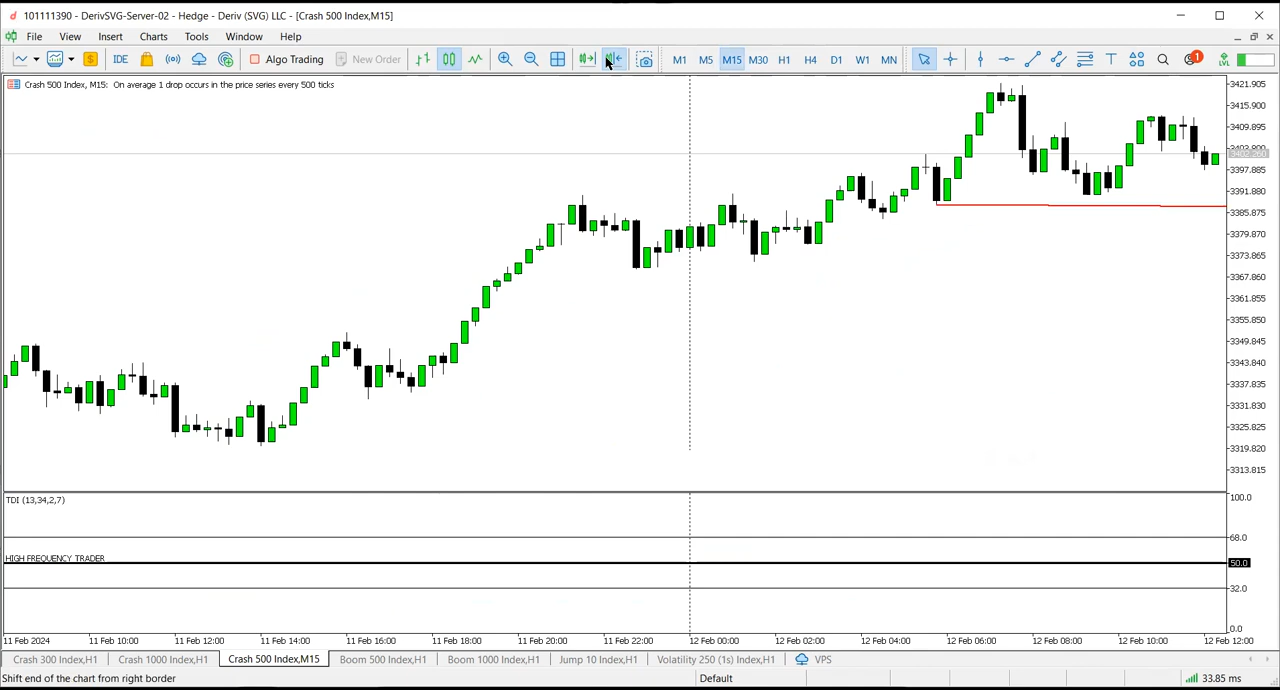 101111390 - DerivSVG-Server-02 - Hedge - Deriv (SVG) LLC - [Crash 500 Index,M15]
File View Insert Charts Tools Window Help
IDE Algo Trading New Order M1 M5 M15 M30 H1 H4 D1 W1 MN T 1 LVL
Crash 500 Index, M15: On average 1 drop occurs in the price series every 500 ticks
3421.905
3415.900
3409.895
3402.260
3397.885
3391.880
3385.875
3379.870
3373.865
3367.860
3361.855
3355.850
3349.845
3343.840
3337.835
3331.830
3325.825
3319.820
3313.815
TDI (13,34,2,7)
100.0
68.0
HIGH FREQUENCY TRADER
50.0
32.0
0.0
11 Feb 2024 11 Feb 10:00 11 Feb 12:00 11 Feb 14:00 11 Feb 16:00 11 Feb 18:00 11 Feb 20:00 11 Feb 22:00 12 Feb 00:00 12 Feb 02:00 12 Feb 04:00 12 Feb 06:00 12 Feb 08:00 12 Feb 10:00 12 Feb 12:00
Crash 300 Index,H1 Crash 1000 Index,H1 Crash 500 Index,M15 Boom 500 Index,H1 Boom 1000 Index,H1 Jump 10 Index,H1 Volatility 250 (1s) Index,H1 VPS
Shift end of the chart from right border Default 33.85 ms